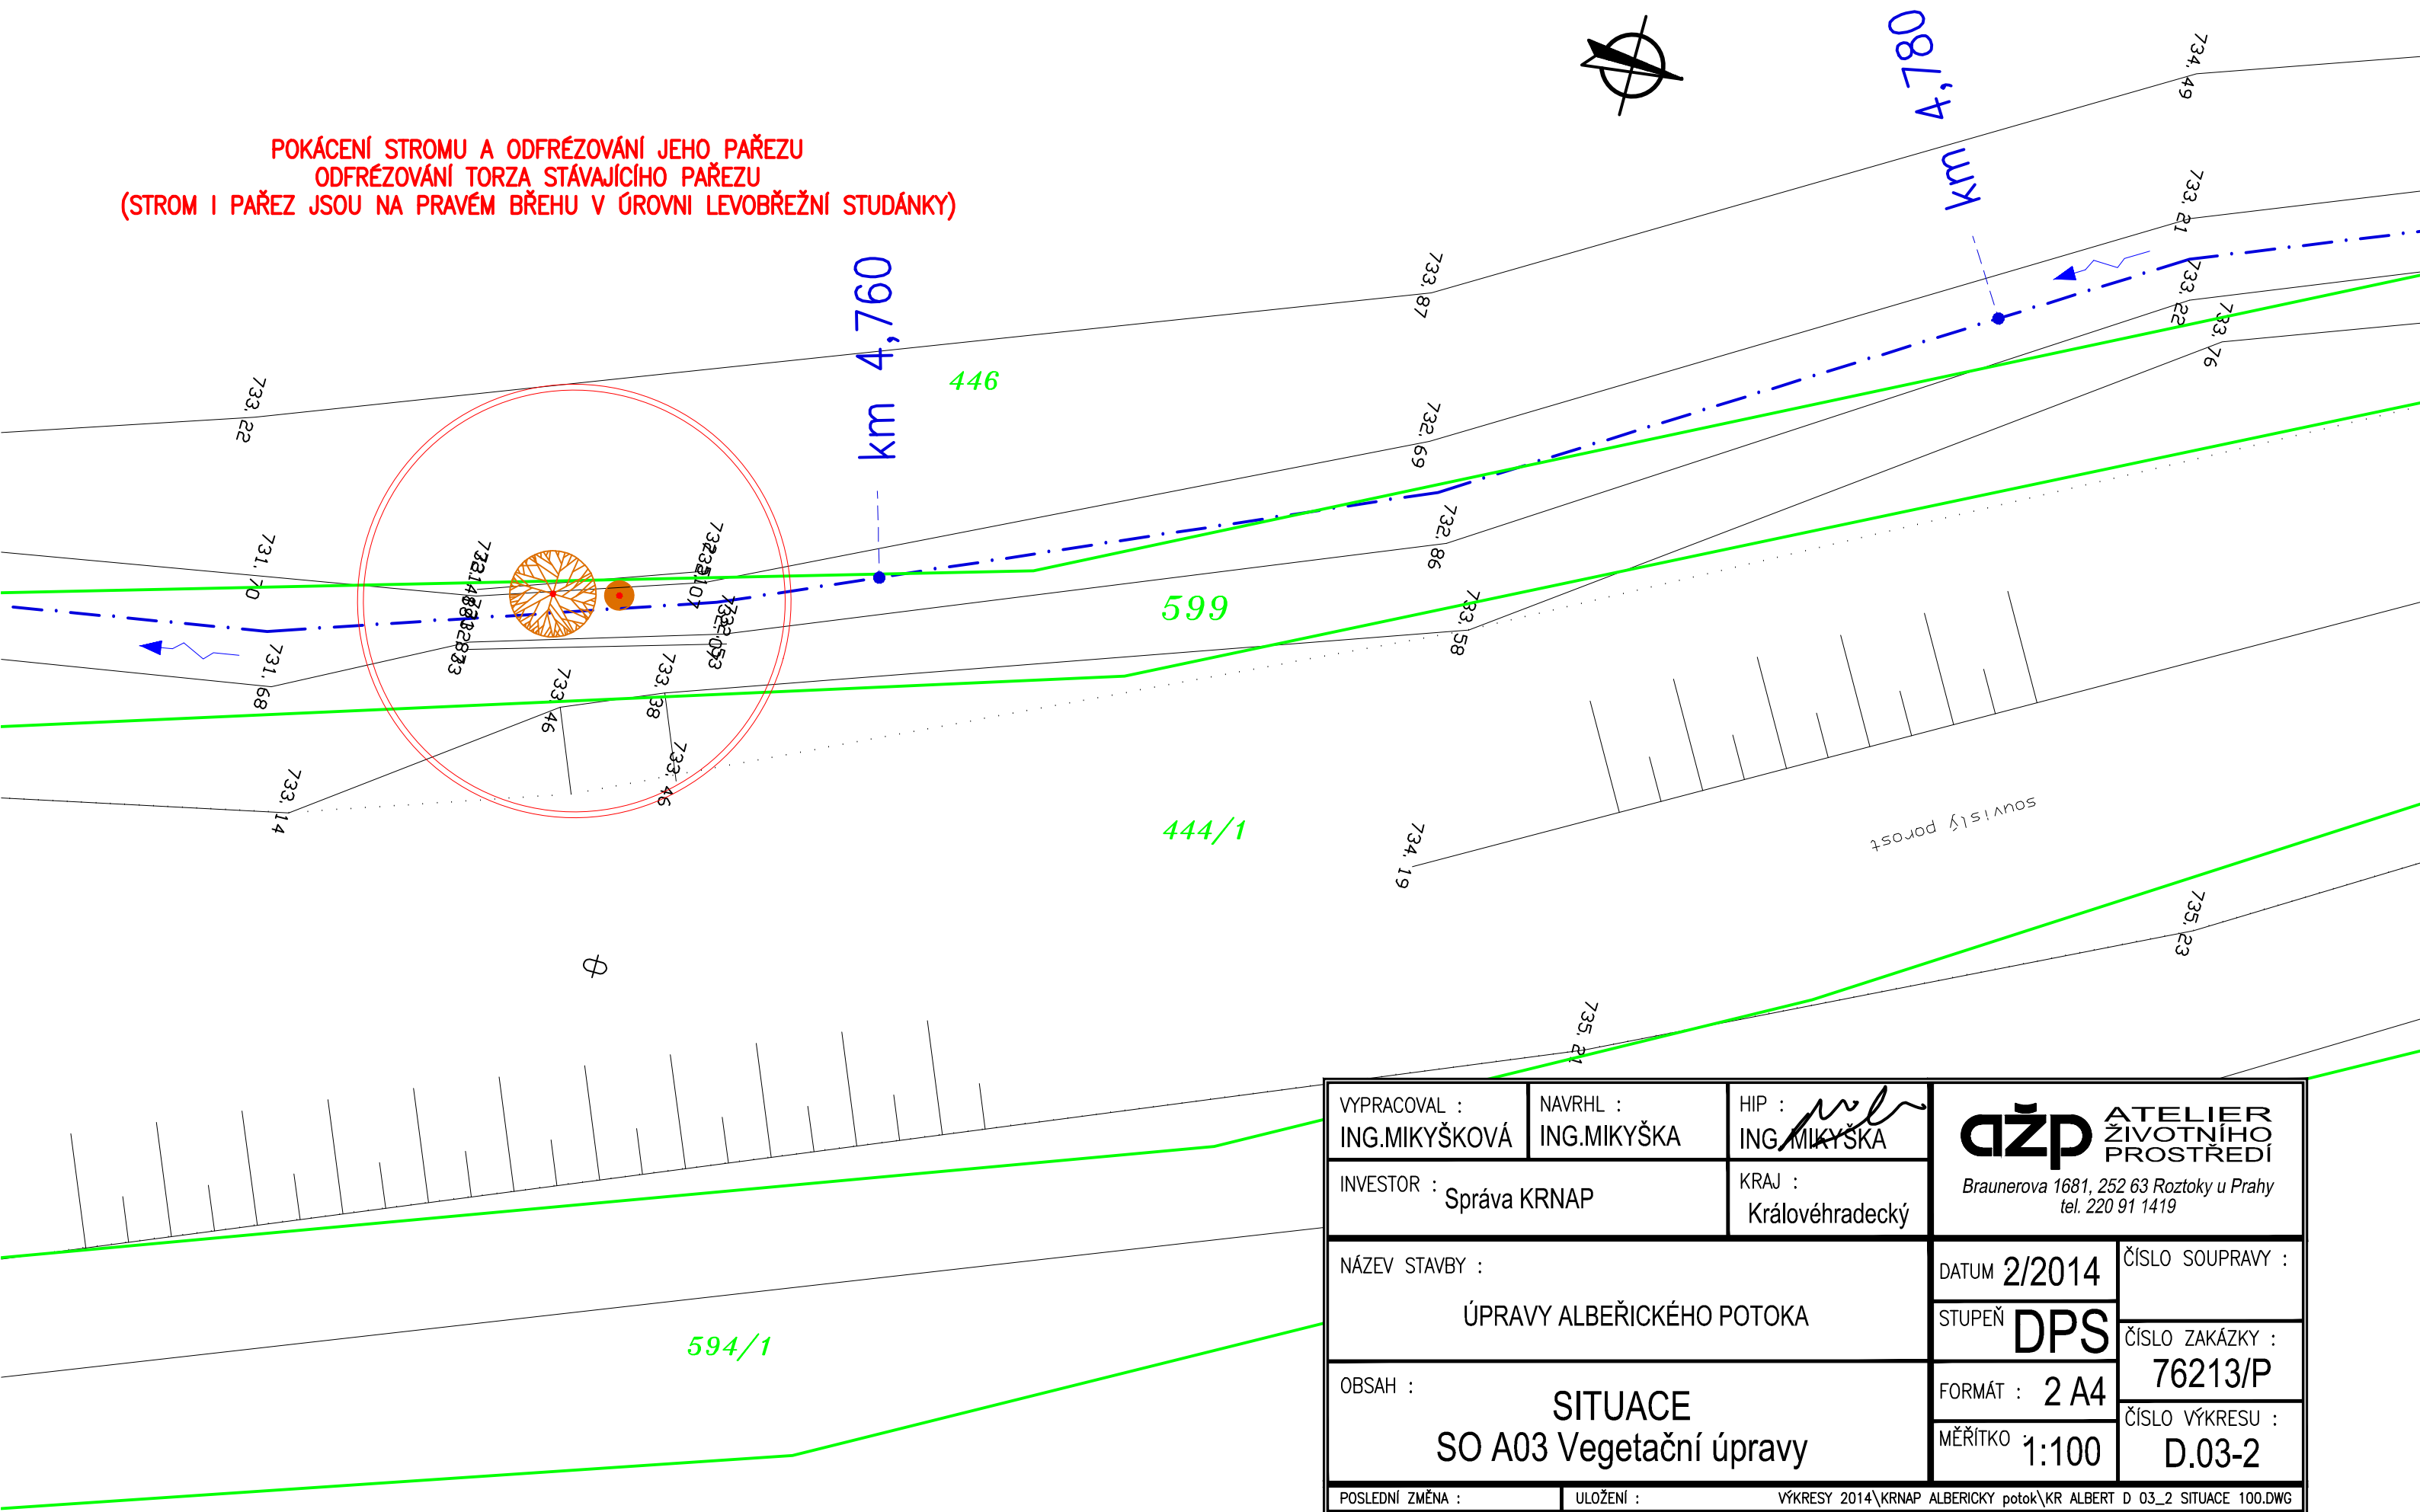 POKÁCENÍ STROMU A ODFRÉZOVÁNÍ JEHO PAŘEZU
ODFRÉZOVÁNÍ TORZA STÁVAJÍCÍHO PAŘEZU
(STROM I PAŘEZ JSOU NA PRAVÉM BŘEHU V ÚROVNI LEVOBŘEŽNÍ STUDÁNKY)
km 4,780
734.49
733.21
733.22
733.76
km 4,760
733.87
446
733.22
732.69
732.86
731.70
599
733.58
731.68
733.46
733.38
733.46
733.14
444/1
734.19
souvislý porost
735.23
735.21
594/1
VYPRACOVAL :
ING.MIKYŠKOVÁ
NAVRHL :
ING.MIKYŠKA
HIP :
ING.MIKYŠKA
ažp ATELIER
ŽIVOTNÍHO
PROSTŘEDÍ
Braunerova 1681, 252 63 Roztoky u Prahy
tel. 220 91 1419
INVESTOR : Správa KRNAP
KRAJ :
Královéhradecký
NÁZEV STAVBY :
ÚPRAVY ALBEŘICKÉHO POTOKA
DATUM : 2/2014
ČÍSLO SOUPRAVY :
STUPEŇ DPS
ČÍSLO ZAKÁZKY :
76213/P
OBSAH :
SITUACE
SO A03 Vegetační úpravy
FORMÁT : 2 A4
MĚŘÍTKO : 1:100
ČÍSLO VÝKRESU :
D.03-2
POSLEDNÍ ZMĚNA :
ULOŽENÍ :
VÝKRESY 2014\KRNAP ALBERICKY potok\KR ALBERT D 03_2 SITUACE 100.DWG